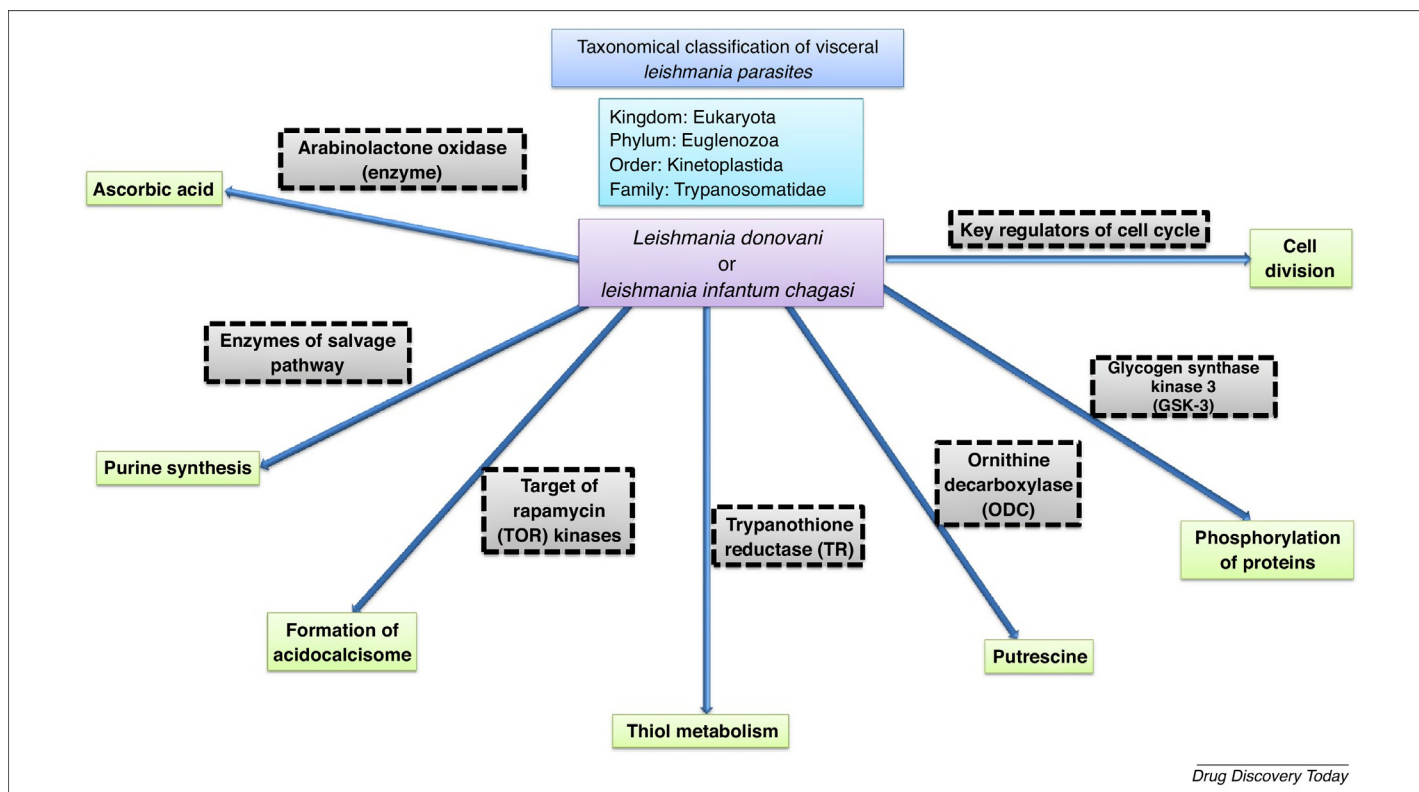 Taxonomical classification of visceral
leishmania parasites
Kingdom: Eukaryota
Phylum: Euglenozoa
Order: Kinetoplastida
Family: Trypanosomatidae
Arabinolactone oxidase
(enzyme)
Ascorbic acid
Leishmania donovani
or
leishmania infantum chagasi
Key regulators of cell cycle
Cell
division
Enzymes of salvage
pathway
Glycogen synthase
kinase 3
(GSK-3)
Purine synthesis
Target of
rapamycin
(TOR) kinases
Trypanothione
reductase (TR)
Ornithine
decarboxylase
(ODC)
Phosphorylation
of proteins
Formation of
acidocalcisome
Putrescine
Thiol metabolism
Drug Discovery Today